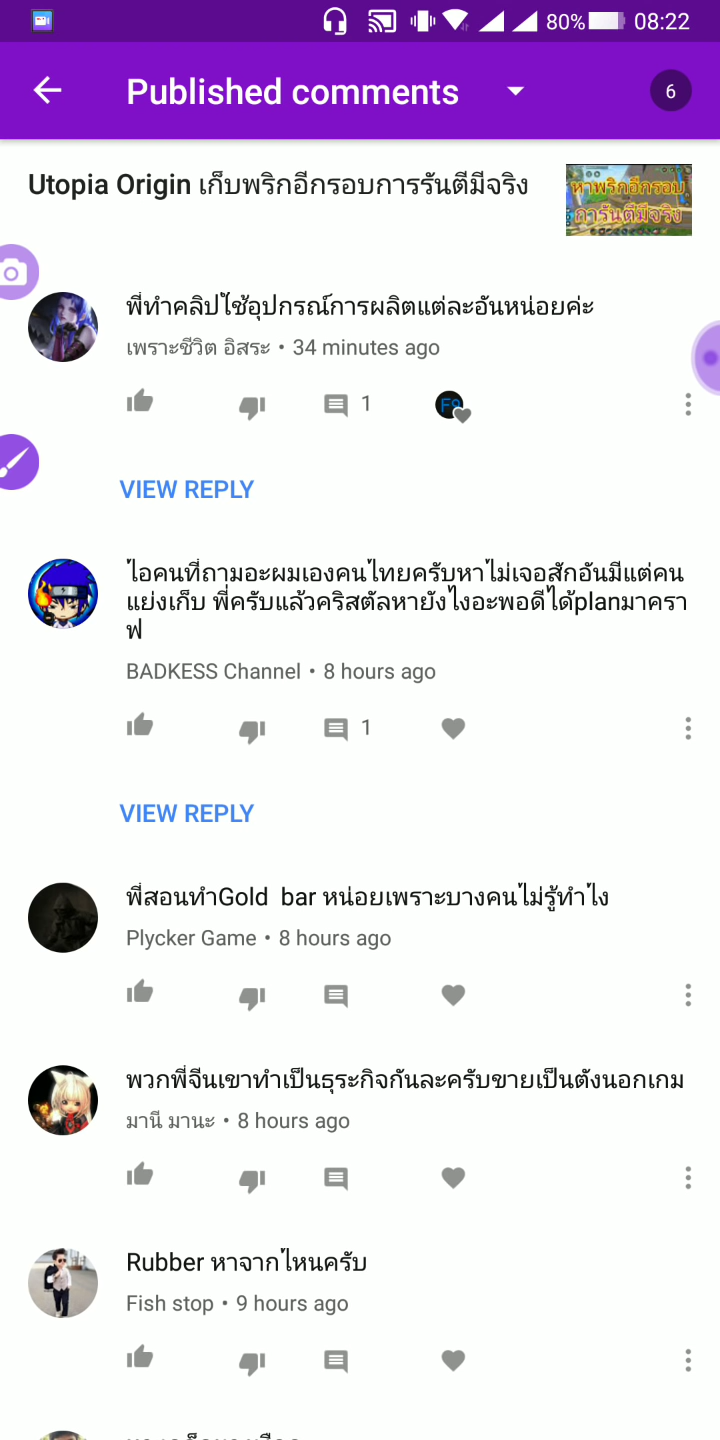 80% 08:22
Published comments 6
Utopia Origin เก็บพริกอีกรอบการรันตีมีจริง
หาพริกอีกรอบ
การันตีมีจริง
พี่ทำคลิปใช้อุปกรณ์การผลิตแต่ละอันหน่อยค่ะ
เพราะชีวิต อิสระ • 34 minutes ago
1
VIEW REPLY
ไอคนที่ถามอะผมเองคนไทยครับหาไม่เจอสักอันมีแต่คน
แย่งเก็บ พี่ครับแล้วคริสตัลหายังไงอะพอดีได้planมาครา
ฟ
BADKESS Channel • 8 hours ago
1
VIEW REPLY
พี่สอนทำGold bar หน่อยเพราะบางคนไม่รู้ทำไง
Plycker Game • 8 hours ago
พวกพี่จีนเขาทำเป็นธุระกิจกันละครับขายเป็นตังนอกเกม
มานี มานะ • 8 hours ago
Rubber หาจากไหนครับ
Fish stop • 9 hours ago